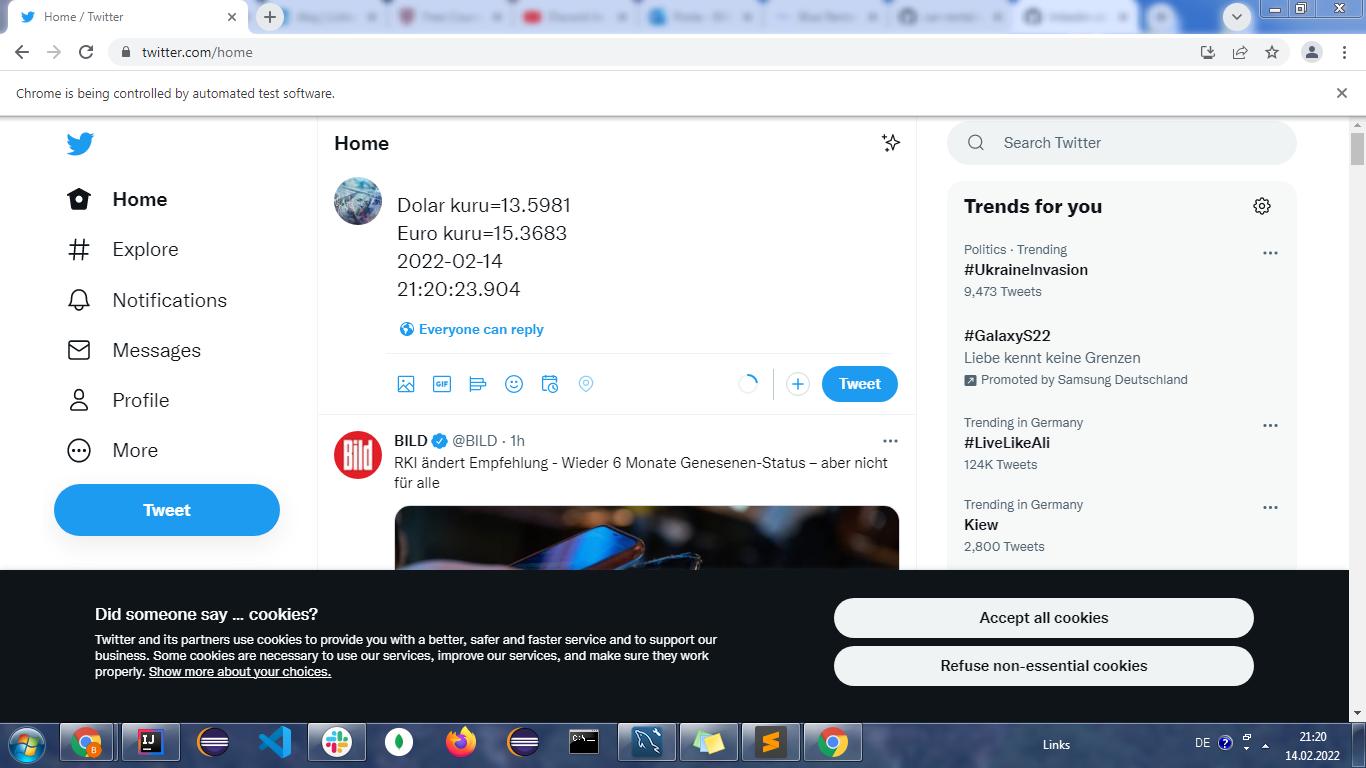 Home / Twitter
twitter.com/home
Chrome is being controlled by automated test software.
Home
Explore
Notifications
Messages
Profile
More
Tweet
Home
Dolar kuru=13.5981
Euro kuru=15.3683
2022-02-14
21:20:23.904
Everyone can reply
GIF
Tweet
Bild
BILD @BILD · 1h
RKI ändert Empfehlung - Wieder 6 Monate Genesenen-Status – aber nicht
für alle
Search Twitter
Trends for you
Politics · Trending
#UkraineInvasion
9,473 Tweets
#GalaxyS22
Liebe kennt keine Grenzen
Promoted by Samsung Deutschland
Trending in Germany
#LiveLikeAli
124K Tweets
Trending in Germany
Kiew
2,800 Tweets
Did someone say … cookies?
Twitter and its partners use cookies to provide you with a better, safer and faster service and to support our
business. Some cookies are necessary to use our services, improve our services, and make sure they work
properly. Show more about your choices.
Accept all cookies
Refuse non-essential cookies
B
IJ
Links
DE
21:20
14.02.2022